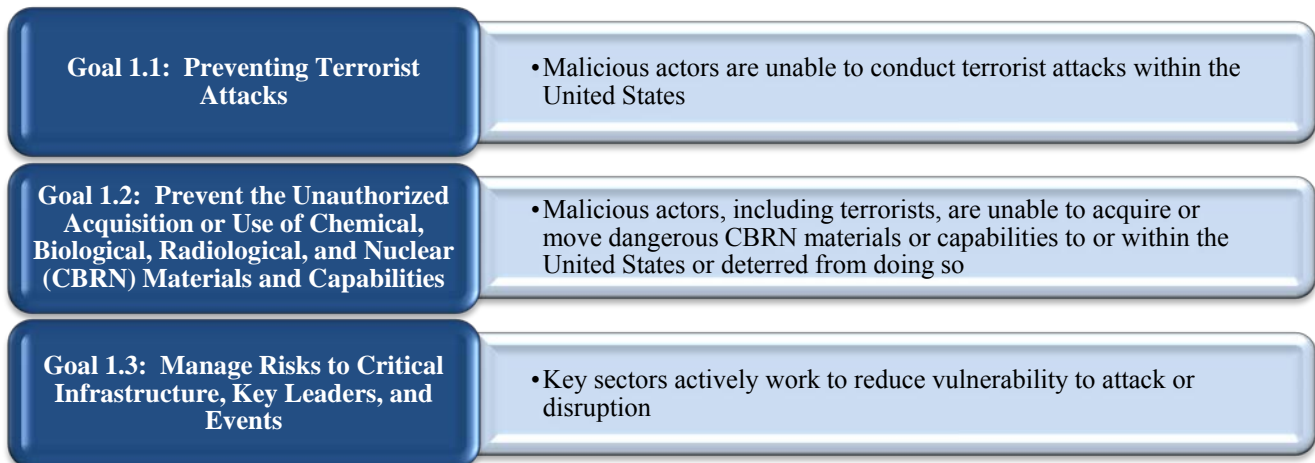 Goal 1.1: Preventing Terrorist
Attacks
•Malicious actors are unable to conduct terrorist attacks within the
United States
Goal 1.2: Prevent the Unauthorized
Acquisition or Use of Chemical,
Biological, Radiological, and Nuclear
(CBRN) Materials and Capabilities
•Malicious actors, including terrorists, are unable to acquire or
move dangerous CBRN materials or capabilities to or within the
United States or deterred from doing so
Goal 1.3: Manage Risks to Critical
Infrastructure, Key Leaders, and
Events
•Key sectors actively work to reduce vulnerability to attack or
disruption